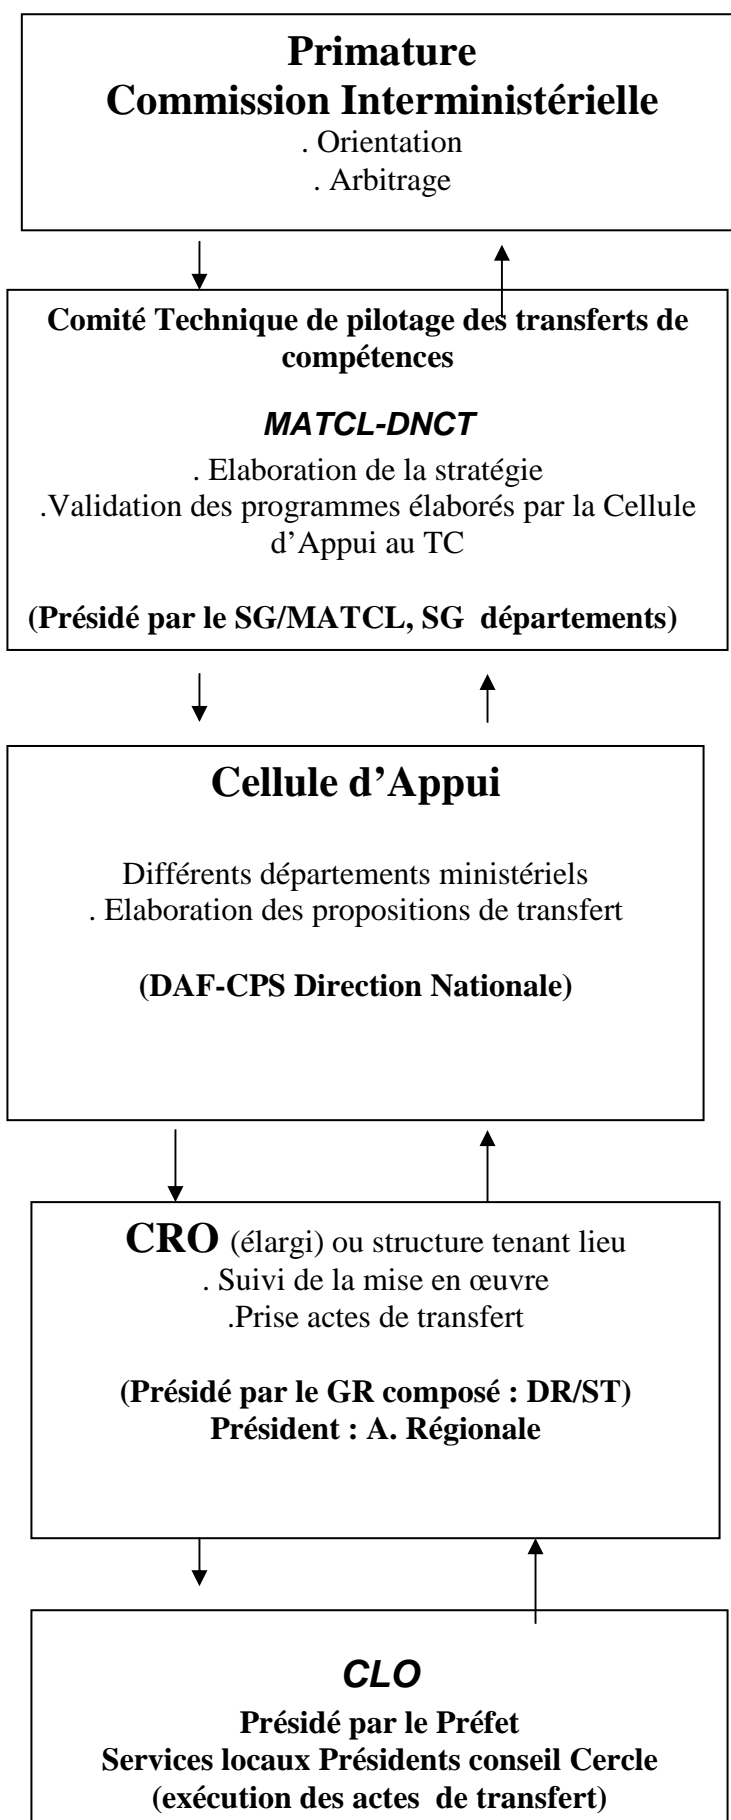 Primature
Commission Interministérielle
. Orientation
. Arbitrage
Comité Technique de pilotage des transferts de
compétences
MATCL-DNCT
. Elaboration de la stratégie
.Validation des programmes élaborés par la Cellule
d’Appui au TC
(Présidé par le SG/MATCL, SG départements)
Cellule d’Appui
Différents départements ministériels
. Elaboration des propositions de transfert
(DAF-CPS Direction Nationale)
CRO (élargi) ou structure tenant lieu
. Suivi de la mise en œuvre
.Prise actes de transfert
(Présidé par le GR composé : DR/ST)
Président : A. Régionale
CLO
Présidé par le Préfet
Services locaux Présidents conseil Cercle
(exécution des actes de transfert)